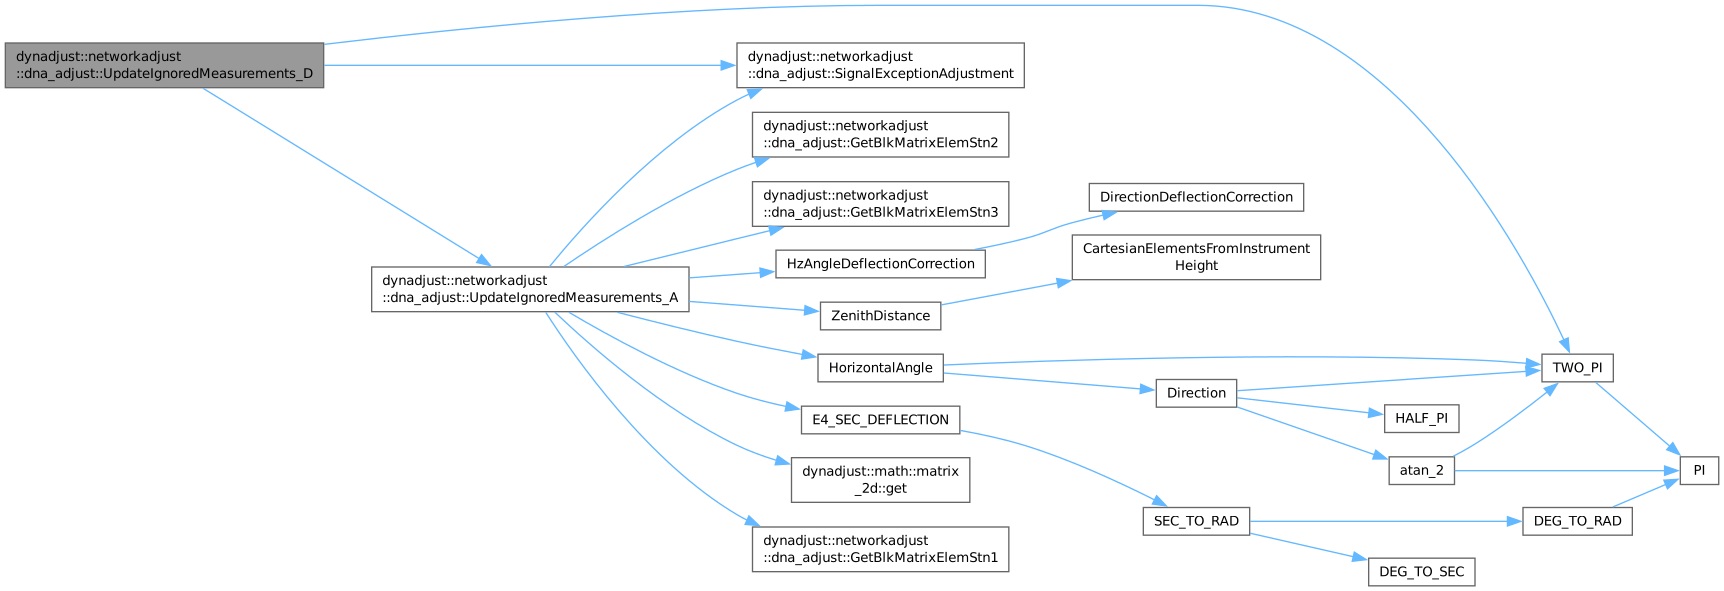 dynadjust::networkadjust
::dna_adjust::UpdateIgnoredMeasurements_D
dynadjust::networkadjust
::dna_adjust::UpdateIgnoredMeasurements_A
dynadjust::networkadjust
::dna_adjust::SignalExceptionAdjustment
dynadjust::networkadjust
::dna_adjust::GetBlkMatrixElemStn2
dynadjust::networkadjust
::dna_adjust::GetBlkMatrixElemStn3
HzAngleDeflectionCorrection
ZenithDistance
HorizontalAngle
E4_SEC_DEFLECTION
dynadjust::math::matrix
_2d::get
dynadjust::networkadjust
::dna_adjust::GetBlkMatrixElemStn1
DirectionDeflectionCorrection
CartesianElementsFromInstrument
Height
Direction
SEC_TO_RAD
HALF_PI
atan_2
DEG_TO_SEC
TWO_PI
DEG_TO_RAD
PI